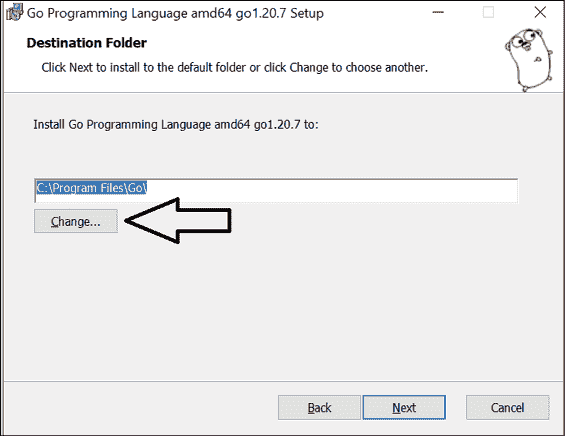 Go Programming Language amd64 go1.20.7 Setup
Destination Folder
Click Next to install to the default folder or click Change to choose another.
Install Go Programming Language amd64 go1.20.7 to:
C:\Program Files\Go\
Change...
Back Next Cancel